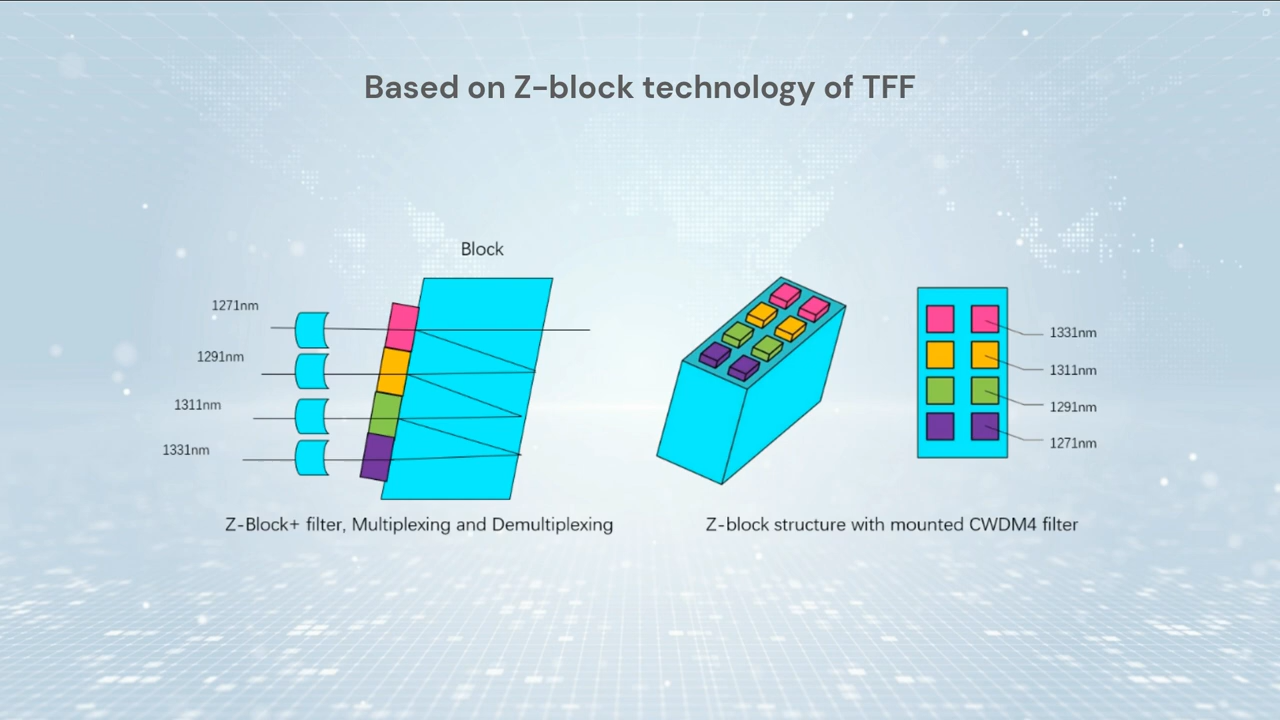 Based on Z-block technology of TFF
Block
1271nm
1291nm
1311nm
1331nm
Z-Block+ filter, Multiplexing and Demultiplexing
1331nm
1311nm
1291nm
1271nm
Z-block structure with mounted CWDM4 filter